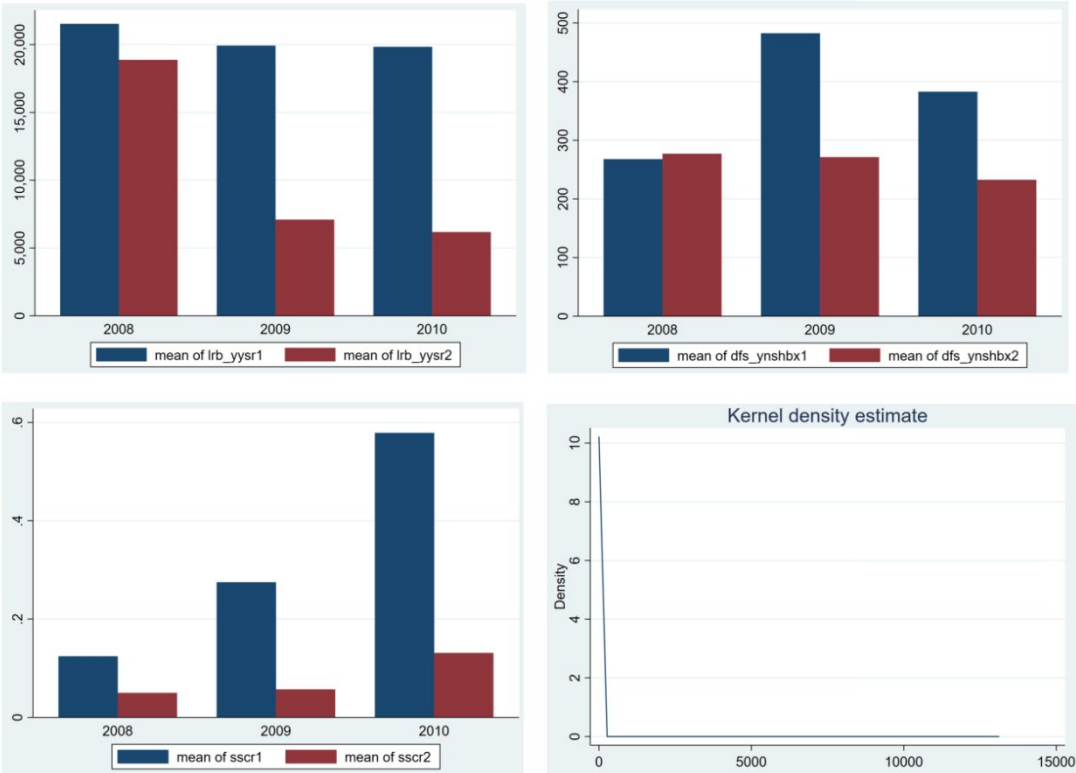 20,000
15,000
10,000
5,000
0
2008 2009 2010
mean of lrb_yysr1 mean of lrb_yysr2
500
400
300
200
100
0
2008 2009 2010
mean of dfs_ynshbx1 mean of dfs_ynshbx2
.6
.4
.2
0
2008 2009 2010
mean of sscr1 mean of sscr2
Kernel density estimate
Density
10
8
6
4
2
0
0 5000 10000 15000